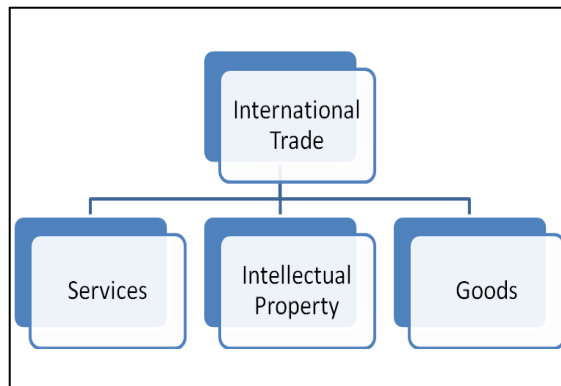 International
Trade
Services
Intellectual
Property
Goods